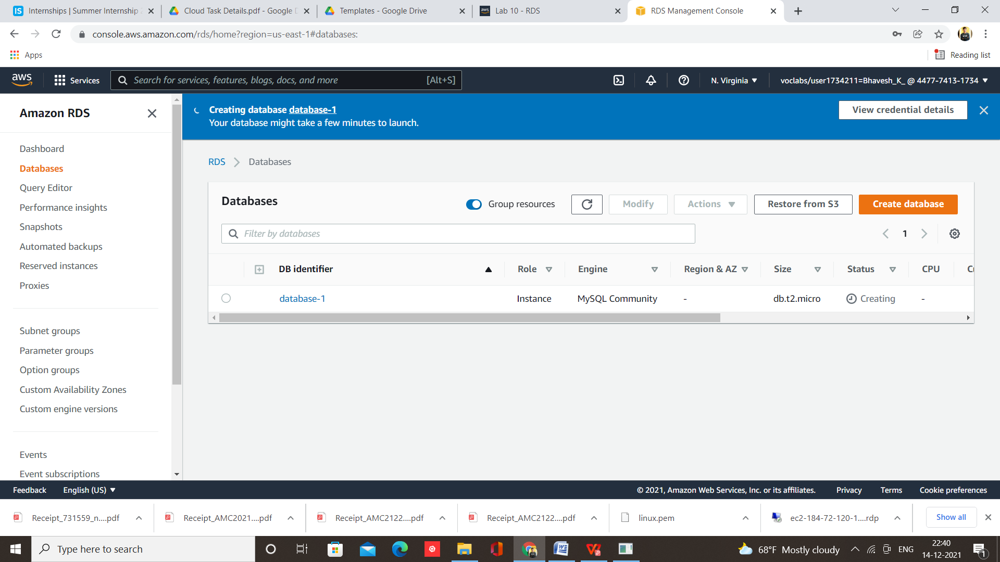 Internships | Summer Internship
Cloud Task Details.pdf - Google
Templates - Google Drive
aws
Lab 10 - RDS
RDS Management Console
console.aws.amazon.com/rds/home?region=us-east-1#databases:
Apps
Reading list
aws
Services
Search for services, features, blogs, docs, and more
[Alt+S]
N. Virginia
voclabs/user1734211=Bhavesh_K_ @ 4477-7413-1734
Amazon RDS
Dashboard
Databases
Query Editor
Performance insights
Snapshots
Automated backups
Reserved instances
Proxies
Subnet groups
Parameter groups
Option groups
Custom Availability Zones
Custom engine versions
Events
Event subscriptions
Creating database database-1
Your database might take a few minutes to launch.
View credential details
RDS
Databases
Databases
Group resources
Modify
Actions
Restore from S3
Create database
Filter by databases
1
DB identifier
Role
Engine
Region & AZ
Size
Status
CPU
database-1
Instance
MySQL Community
-
db.t2.micro
Creating
-
Feedback
English (US)
© 2021, Amazon Web Services, Inc. or its affiliates.
Privacy
Terms
Cookie preferences
Receipt_731559_n....pdf
Receipt_AMC2021....pdf
Receipt_AMC2122....pdf
Receipt_AMC2122....pdf
linux.pem
ec2-184-72-120-1....rdp
Show all
Type here to search
68°F Mostly cloudy
ENG
22:40
14-12-2021
1